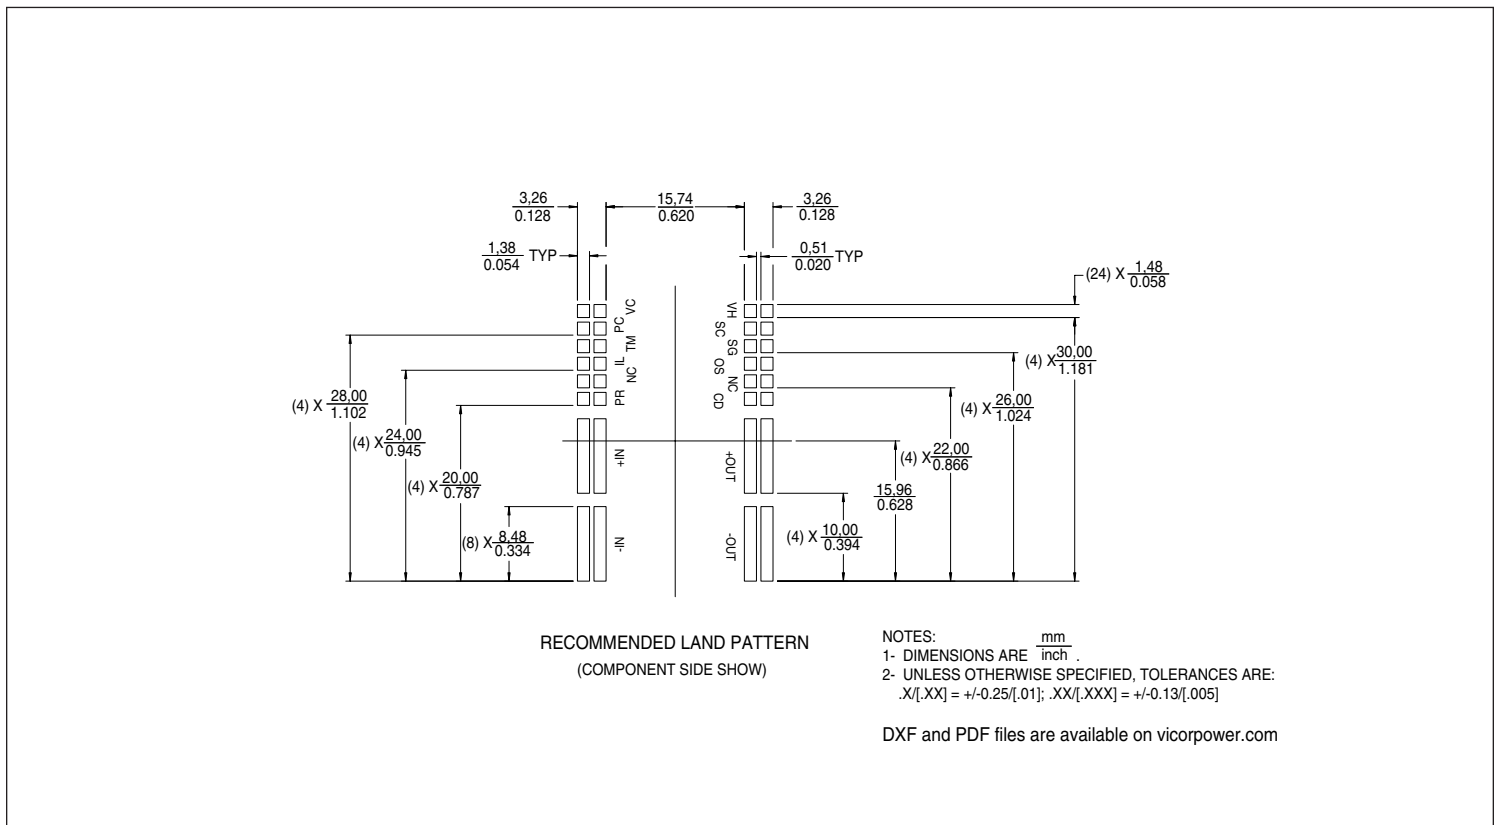 3,26
0.128
15,74
0.620
3,26
0.128
1,38
0.054
TYP
0,51
0.020
TYP
(24) X 1,48
0.058
VC
PC
TM
IL
NC
PR
+IN
-IN
VH
SC
SG
OS
NC
CD
+OUT
-OUT
(4) X 28,00
1.102
(4) X 24,00
0.945
(4) X 20,00
0.787
(8) X 8,48
0.334
(4) X 30,00
1.181
(4) X 26,00
1.024
(4) X 22,00
0.866
15,96
0.628
(4) X 10,00
0.394
RECOMMENDED LAND PATTERN
(COMPONENT SIDE SHOW)
NOTES:
1- DIMENSIONS ARE mm
inch .
2- UNLESS OTHERWISE SPECIFIED, TOLERANCES ARE:
.X/[.XX] = +/-0.25/[.01]; .XX/[.XXX] = +/-0.13/[.005]
DXF and PDF files are available on vicorpower.com